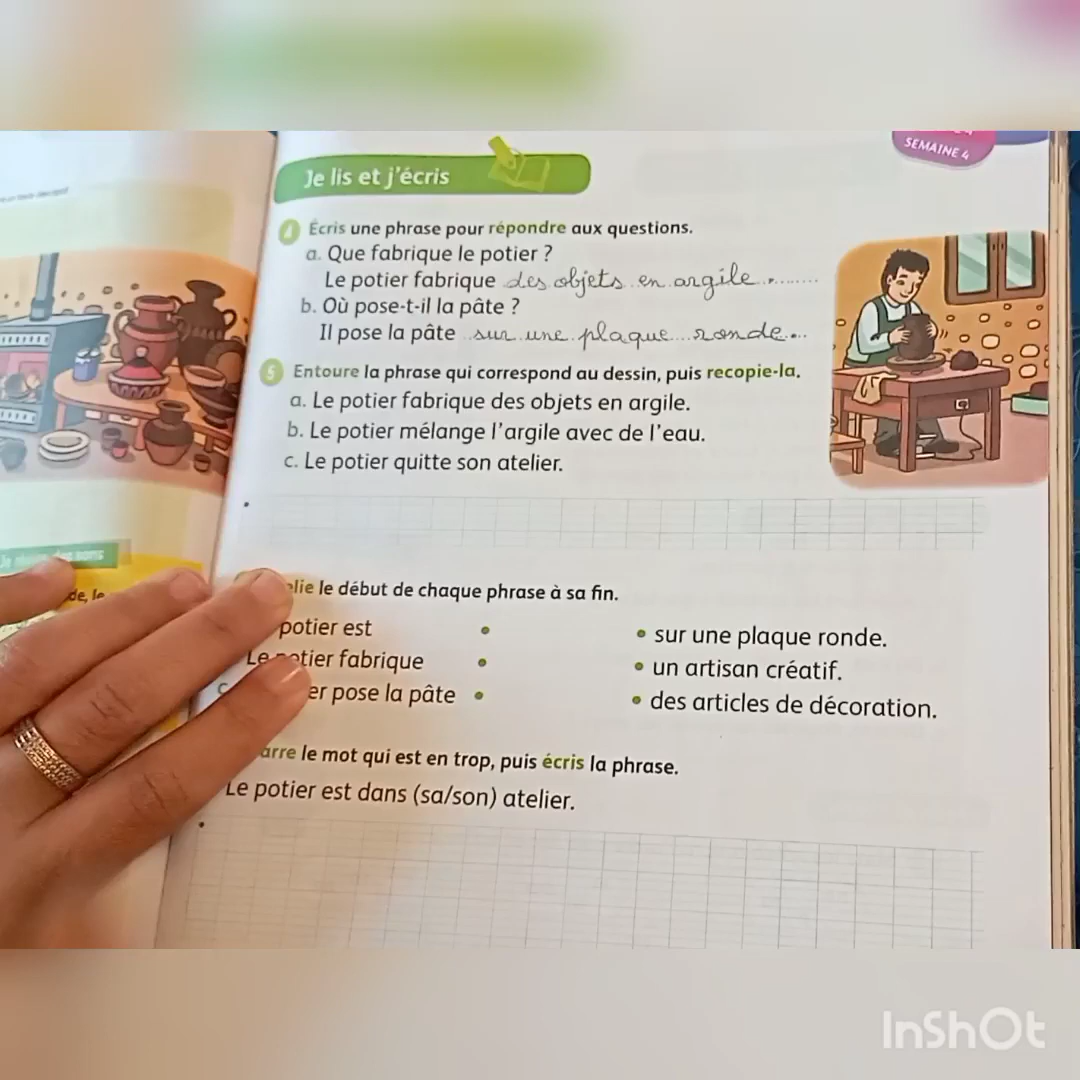 SEMAINE 4
Je lis et j'écris
4 Écris une phrase pour répondre aux questions.
a. Que fabrique le potier ?
Le potier fabrique des objets en argile
b. Où pose-t-il la pâte ?
Il pose la pâte sur une plaque ronde
5 Entoure la phrase qui correspond au dessin, puis recopie-la.
a. Le potier fabrique des objets en argile.
b. Le potier mélange l'argile avec de l'eau.
c. Le potier quitte son atelier.
le début de chaque phrase à sa fin.
potier est • • sur une plaque ronde.
fabrique • • un artisan créatif.
pose la pâte • • des articles de décoration.
le mot qui est en trop, puis écris la phrase.
Le potier est dans (sa/son) atelier.
de, le
InShOt